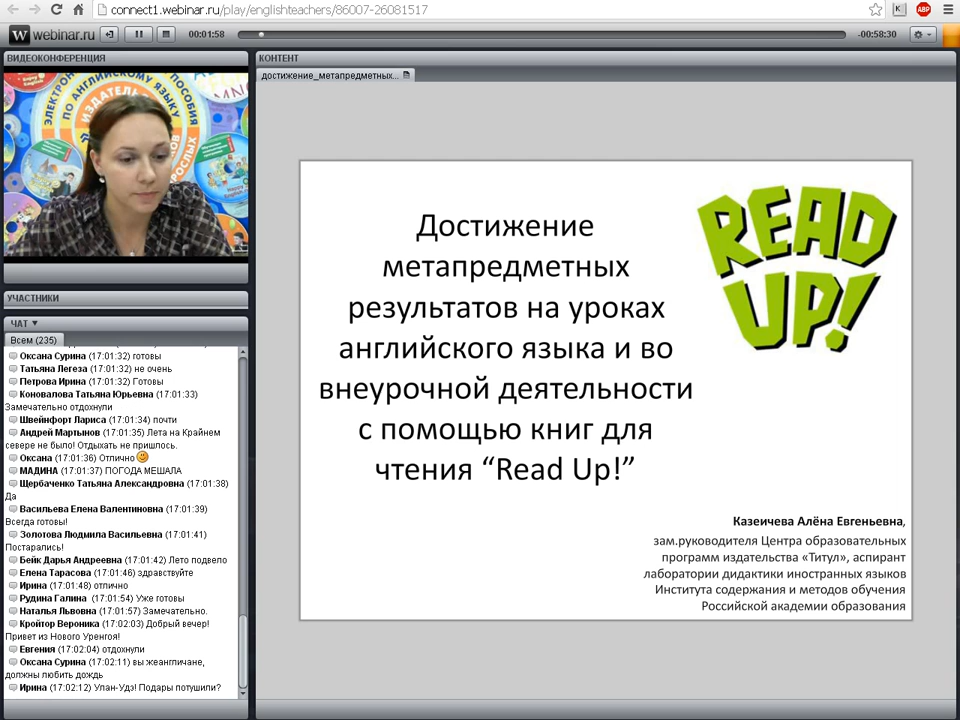 connect1.webinar.ru/play/englishteachers/86007-26081517
K
ABP
W webinar.ru
00:01:58
-00:58:30
ВИДЕОКОНФЕРЕНЦИЯ
ЭЛЕКТРОННЫЕ ПОСОБИЯ
ПО АНГЛИЙСКОМУ ЯЗЫКУ
УЧАСТНИКИ
ЧАТ
Всем (235)
Оксана Сурина (17:01:32) готовы
Татьяна Легеза (17:01:32) не очень
Петрова Ирина (17:01:32) Готовы
Коновалова Татьяна Юрьевна (17:01:33)
Замечательно отдохнули
Швейнфорт Лариса (17:01:34) почти
Андрей Мартынов (17:01:35) Лета на Крайнем
севере не было! Отдыхать не пришлось.
Оксана (17:01:36) Отлично
МАДИНА (17:01:37) ПОГОДА МЕШАЛА
Щербаченко Татьяна Александровна (17:01:38)
Да
Васильева Елена Валентиновна (17:01:39)
Всегда готовы!
Золотова Людмила Васильевна (17:01:41)
Постарались!
Бейк Дарья Андреевна (17:01:42) Лето подвело
Елена Тарасова (17:01:46) здравствуйте
Ирина (17:01:48) отлично
Рудина Галина (17:01:54) Уже готовы
Наталья Львовна (17:01:57) Замечательно.
Кройтор Вероника (17:02:03) Добрый вечер!
Привет из Нового Уренгоя!
Евгения (17:02:04) отдохнули
Оксана Сурина (17:02:11) вы жеангличане,
должны любить дождь
Ирина (17:02:12) Улан-Удэ! Подары потушили?
КОНТЕНТ
достижение_метапредметных...
Достижение
метапредметных
результатов на уроках
английского языка и во
внеурочной деятельности
с помощью книг для
чтения “Read Up!”
READ
UP!
Казеичева Алёна Евгеньевна,
зам.руководителя Центра образовательных
программ издательства «Титул», аспирант
лаборатории дидактики иностранных языков
Института содержания и методов обучения
Российской академии образования